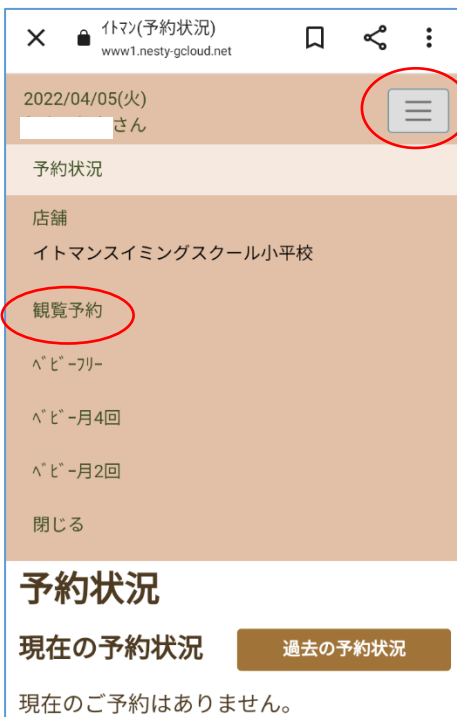 イトマン(予約状況)
www1.nesty-gcloud.net
2022/04/05(火)
さん
予約状況
店舗
イトマンスイミングスクール小平校
観覧予約
ﾍﾞﾋﾞｰﾌﾘｰ
ﾍﾞﾋﾞｰ月4回
ﾍﾞﾋﾞｰ月2回
閉じる
予約状況
現在の予約状況
過去の予約状況
現在のご予約はありません。